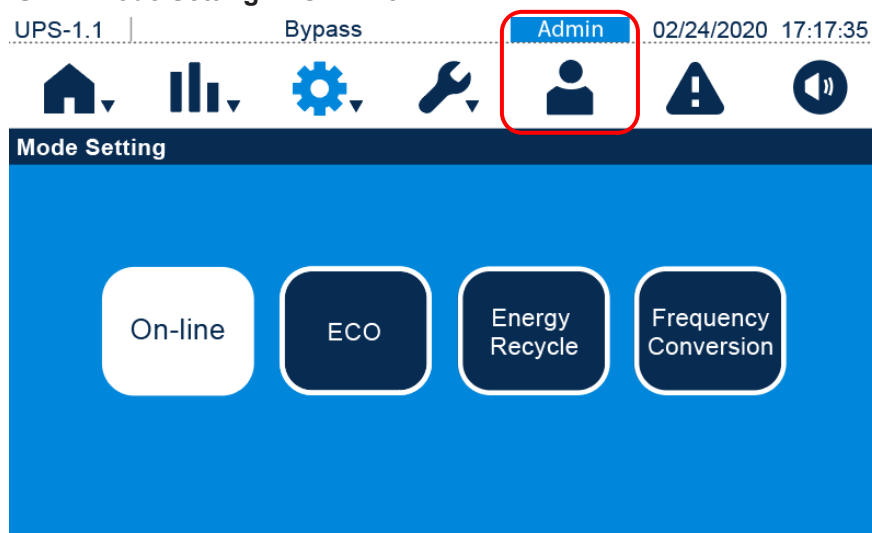 UPS-1.1 Bypass Admin 02/24/2020 17:17:35
Mode Setting
On-line
ECO
Energy
Recycle
Frequency
Conversion